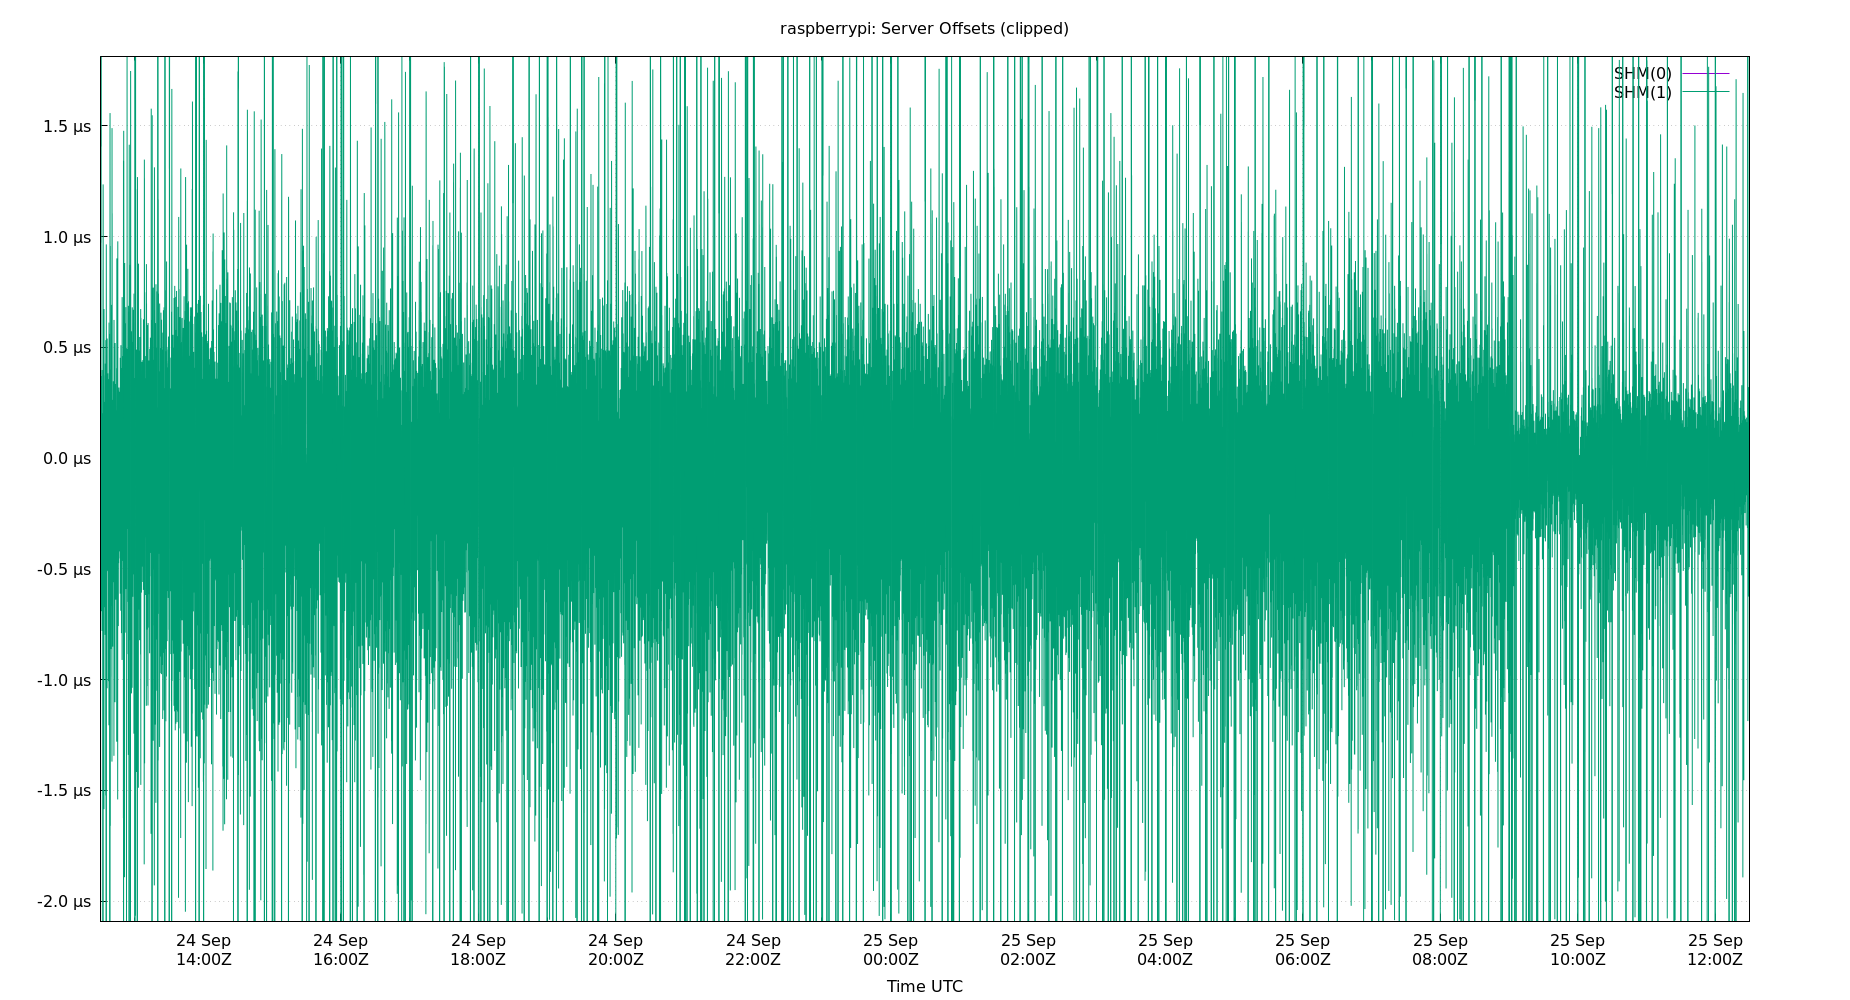 raspberrypi: Server Offsets (clipped)
SHM(0)
SHM(1)
1.5 µs
1.0 µs
0.5 µs
0.0 µs
-0.5 µs
-1.0 µs
-1.5 µs
-2.0 µs
24 Sep 24 Sep 24 Sep 24 Sep 24 Sep 25 Sep 25 Sep 25 Sep 25 Sep 25 Sep 25 Sep 25 Sep
14:00Z 16:00Z 18:00Z 20:00Z 22:00Z 00:00Z 02:00Z 04:00Z 06:00Z 08:00Z 10:00Z 12:00Z
Time UTC